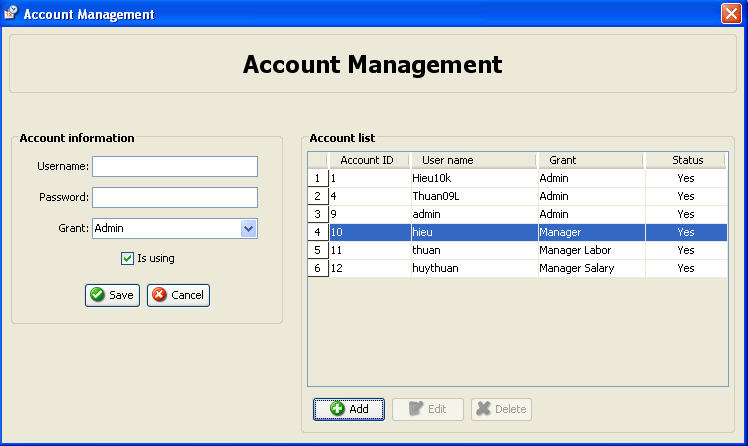 Account Management
Account Management
Account information
Username:
Password:
Grant: Admin
Is using
Save Cancel
Account list
Account ID User name Grant Status
1 1 Hieu10k Admin Yes
2 4 Thuan09L Admin Yes
3 9 admin Admin Yes
4 10 hieu Manager Yes
5 11 thuan Manager Labor Yes
6 12 huythuan Manager Salary Yes
Add Edit Delete